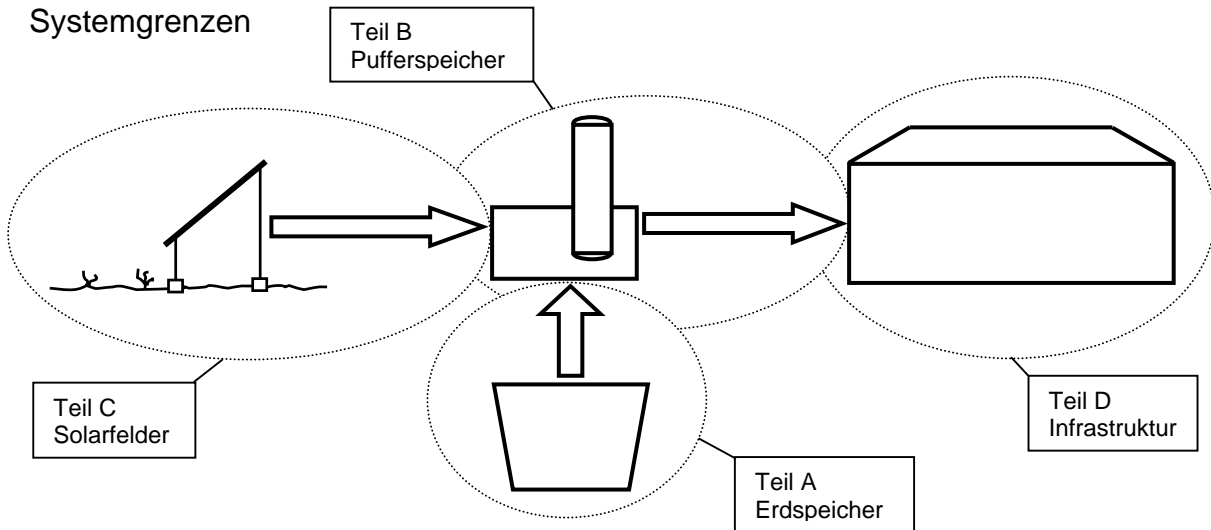 Systemgrenzen
Teil B
Pufferspeicher
Teil C
Solarfelder
Teil D
Infrastruktur
Teil A
Erdspeicher